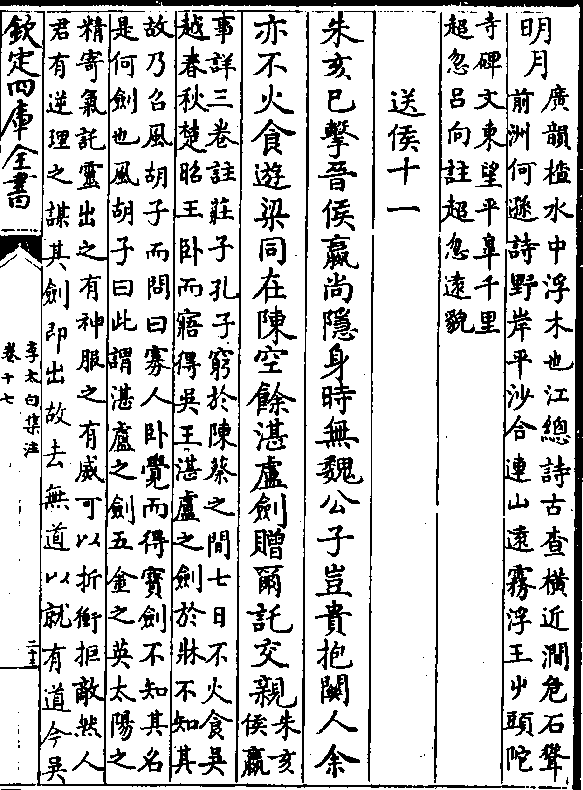 明月
廣韻楂水中浮木也江總詩古查橫近澗危石聳
前洲何遜詩野岸平沙合連山遠霧浮王屮頭陀
寺碑文東望平臯千里
超忽呂向註超忽遠貌
送侯十一
朱亥已擊晉侯嬴尚隱身時無魏公子豈貴抱關人余
亦不火食遊梁同在陳空餘湛盧劍贈爾託交親
朱亥
侯嬴
事詳三卷註莊子孔子窮於陳蔡之間七日不火食吳
越春秋楚昭王卧而寤得吳王湛盧之劍於牀不知其
故乃召風胡子而問曰寡人卧覺而得寳劍不知其名
是何劍也風胡子曰此謂湛盧之劍五金之英太陽之
精寄氣託靈出之有神服之有威可以折衝拒敵然人
君有逆理之謀其劍即出故去無道以就有道今吳
欽定四庫全書
李太白集注
卷十七